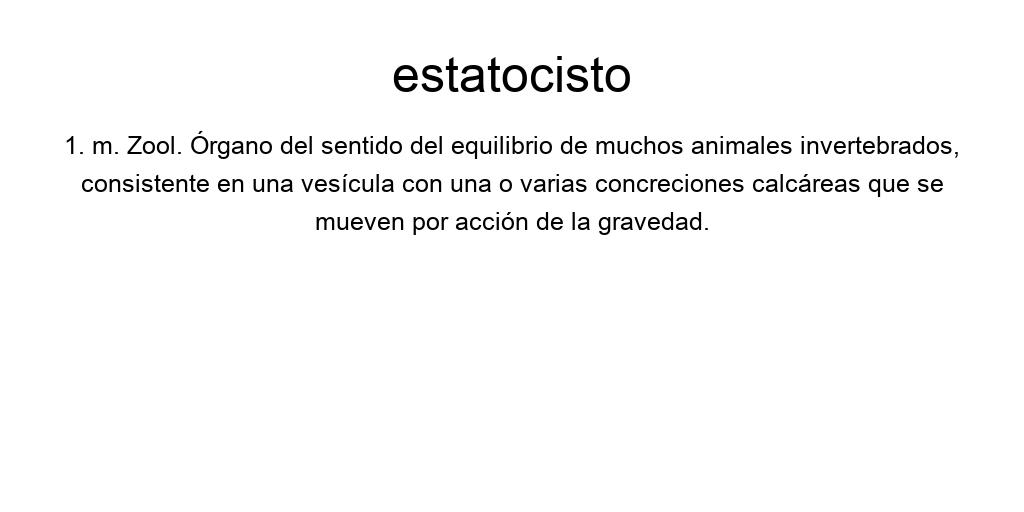 estatocisto
1. m. Zool. Órgano del sentido del equilibrio de muchos animales invertebrados,
consistente en una vesícula con una o varias concreciones calcáreas que se
mueven por acción de la gravedad.